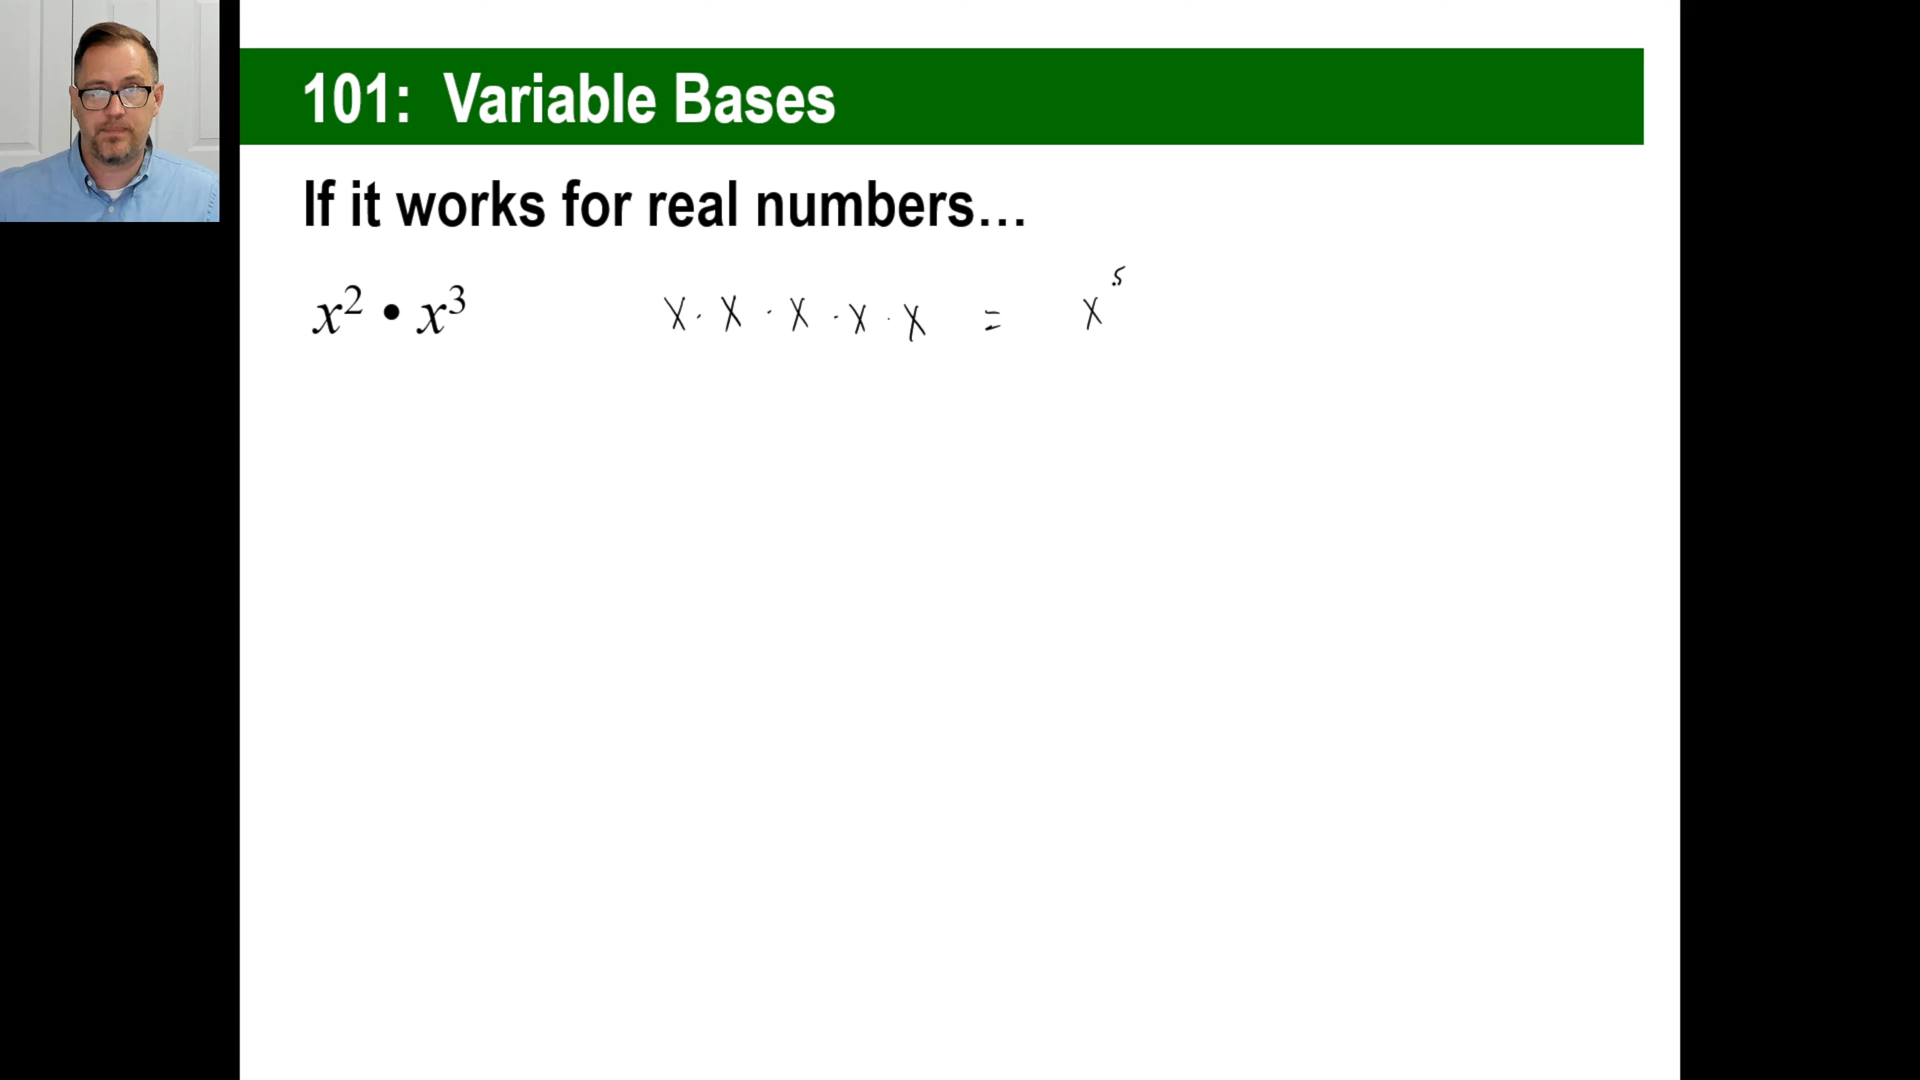 101: Variable Bases
If it works for real numbers…
x² • x³ x · x · x · x · x = x⁵